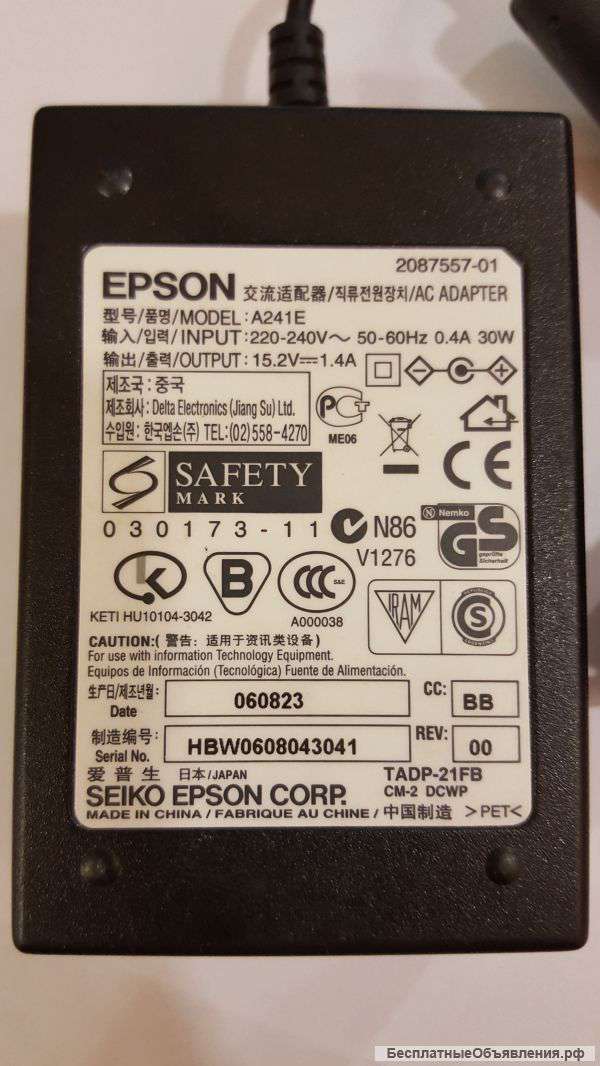 2087557-01
EPSON 交流适配器/직류전원장치/AC ADAPTER
型号/품명/MODEL: A241E
输入/입력/INPUT: 220-240V～ 50-60Hz 0.4A 30W
输出/출력/OUTPUT: 15.2V⎓1.4A
제조국: 중국
제조회사: Delta Electronics (Jiang Su) Ltd.
수입원: 한국엡손(주) TEL:(02)558-4270
PCT
ME06
CE
SAFETY
MARK
030173-11
N86
V1276
N Nemko
GS
geprüfte
Sicherheit
K
B
CCC
S&E
IRAM
S
KETI HU10104-3042
A000038
CAUTION:( 警告: 适用于资讯类设备)
For use with information Technology Equipment.
Equipos de Información (Tecnológica) Fuente de Alimentación.
生产日/제조년월:
Date
060823
CC:
BB
制造编号:
Serial No.
HBW0608043041
REV:
00
爱普生 日本/JAPAN
TADP-21FB
SEIKO EPSON CORP.
CM-2 DCWP
MADE IN CHINA / FABRIQUE AU CHINE / 中国制造 >PET<
БесплатныеОбъявления.рф